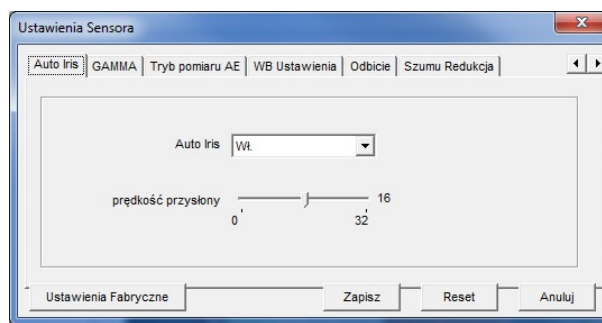 Ustawienia Sensora
Auto Iris GAMMA Tryb pomiaru AE WB Ustawienia Odbicie Szumu Redukcja
Auto Iris Wł.
prędkość przysłony 16
0 32
Ustawienia Fabryczne Zapisz Reset Anuluj